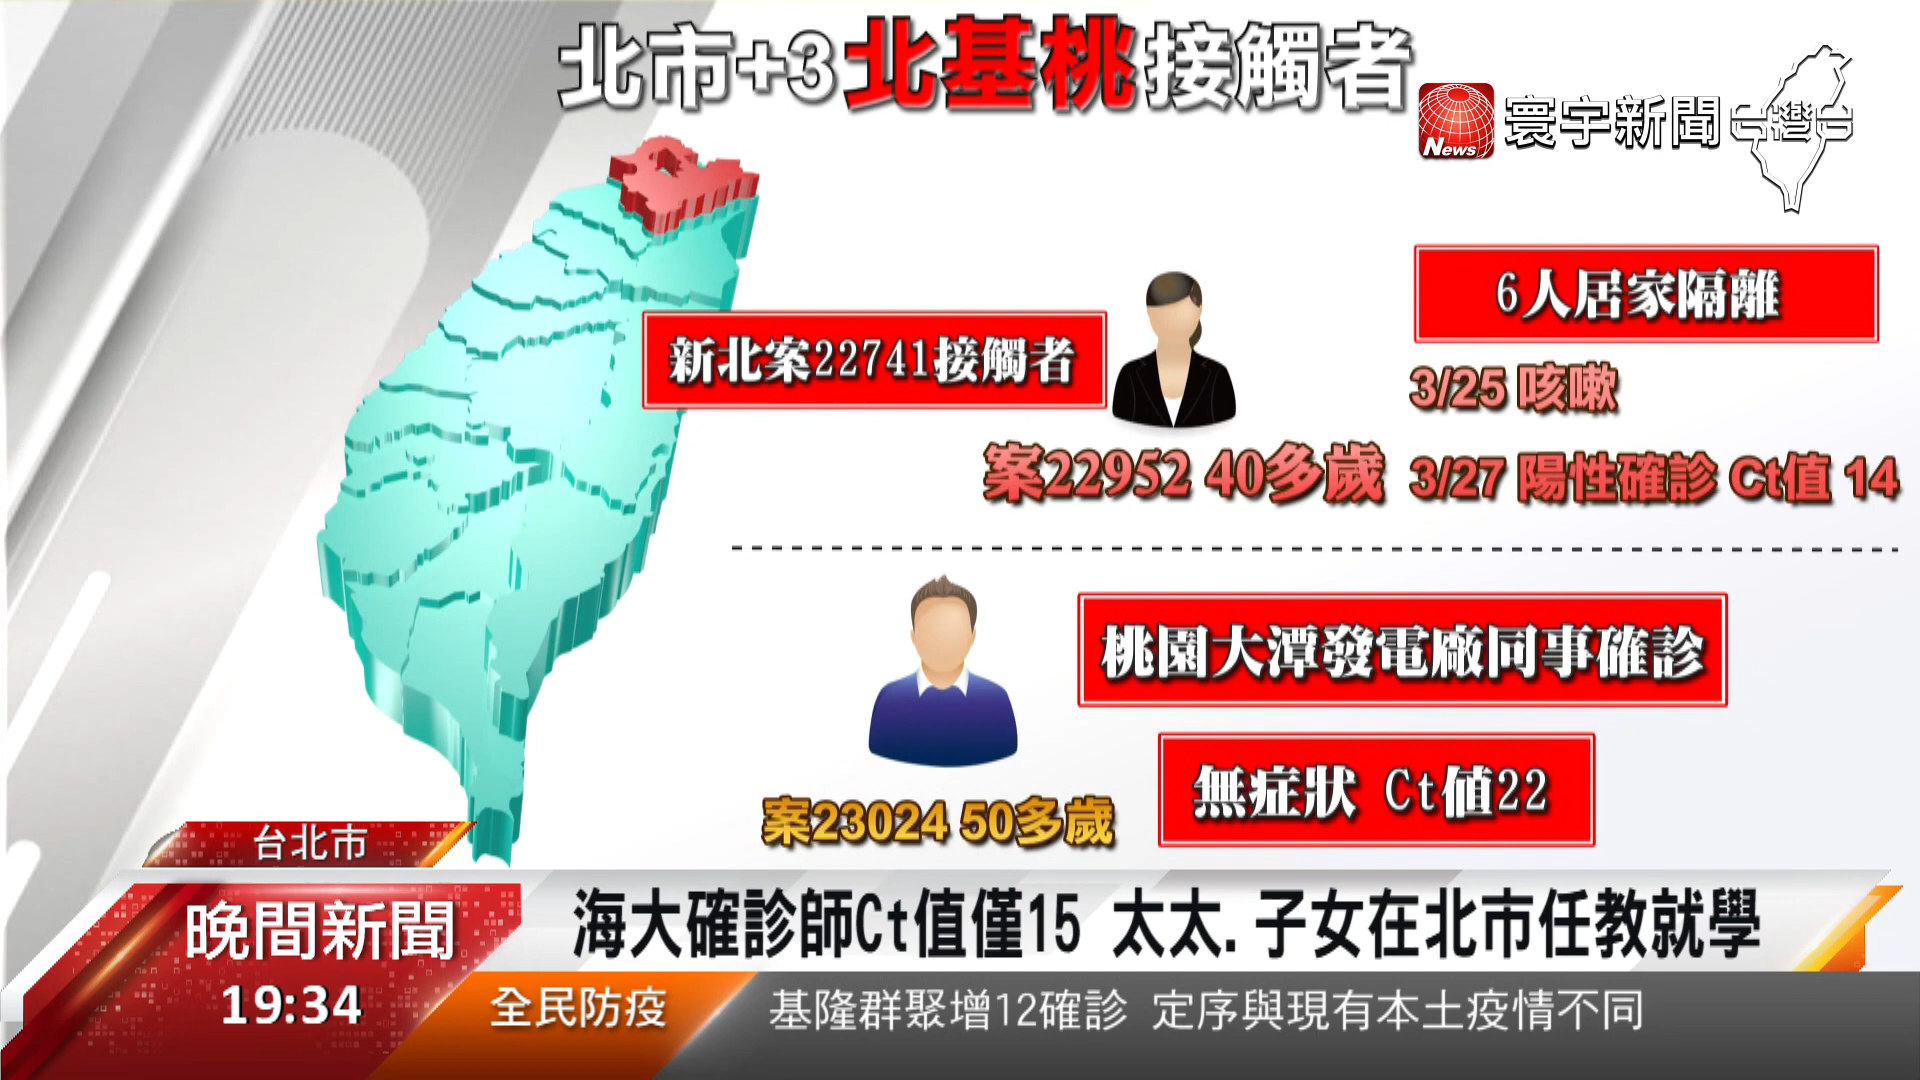 北市+3北基桃接觸者
News 寰宇新聞 台灣台
6人居家隔離
新北案22741接觸者
3/25 咳嗽
案22952 40多歲
3/27 陽性確診 Ct值 14
桃園大潭發電廠同事確診
無症狀 Ct值22
案23024 50多歲
台北市
晚間新聞
海大確診師Ct值僅15 太太.子女在北市任教就學
19:34
全民防疫
基隆群聚增12確診 定序與現有本土疫情不同